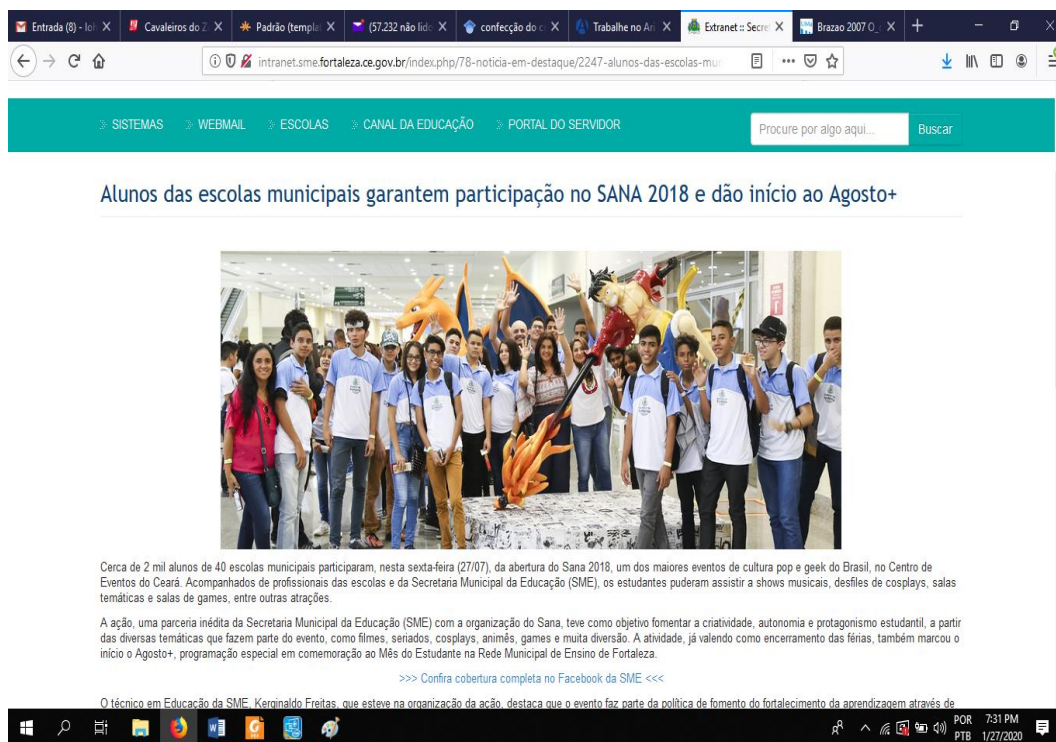 Entrada (8) - loh
Cavaleiros do Z
Padrão (templat
(57.232 não lido
confecção do c
Trabalhe no Ari
Extranet :: Secre
Brazao 2007 O_
intranet.sme.fortaleza.ce.gov.br/index.php/78-noticia-em-destaque/2247-alunos-das-escolas-mun
SISTEMAS WEBMAIL ESCOLAS CANAL DA EDUCAÇÃO PORTAL DO SERVIDOR Procure por algo aqui... Buscar
Alunos das escolas municipais garantem participação no SANA 2018 e dão início ao Agosto+
Cerca de 2 mil alunos de 40 escolas municipais participaram, nesta sexta-feira (27/07), da abertura do Sana 2018, um dos maiores eventos de cultura pop e geek do Brasil, no Centro de
Eventos do Ceará. Acompanhados de profissionais das escolas e da Secretaria Municipal da Educação (SME), os estudantes puderam assistir a shows musicais, desfiles de cosplays, salas
temáticas e salas de games, entre outras atrações.
A ação, uma parceria inédita da Secretaria Municipal da Educação (SME) com a organização do Sana, teve como objetivo fomentar a criatividade, autonomia e protagonismo estudantil, a partir
das diversas temáticas que fazem parte do evento, como filmes, seriados, cosplays, animês, games e muita diversão. A atividade, já valendo como encerramento das férias, também marcou o
início o Agosto+, programação especial em comemoração ao Mês do Estudante na Rede Municipal de Ensino de Fortaleza.
>>> Confira cobertura completa no Facebook da SME <<<
O técnico em Educação da SME, Kerginaldo Freitas, que esteve na organização da ação, destaca que o evento faz parte da política de fomento do fortalecimento da aprendizagem através de
POR 7:31 PM
PTB 1/27/2020